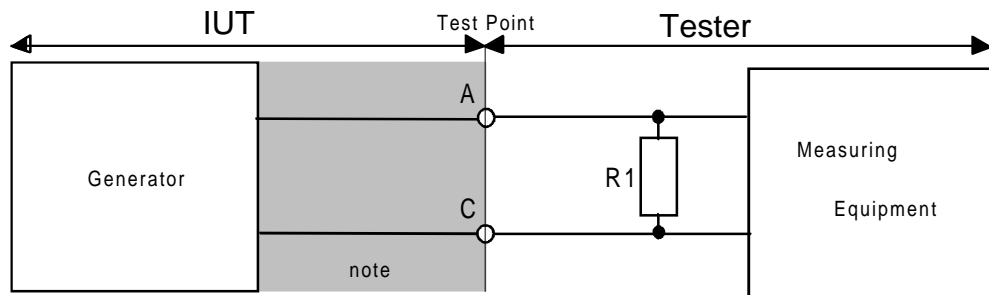 IUT
Test Point
Tester
A
Measuring
R1
Generator
Equipment
C
note